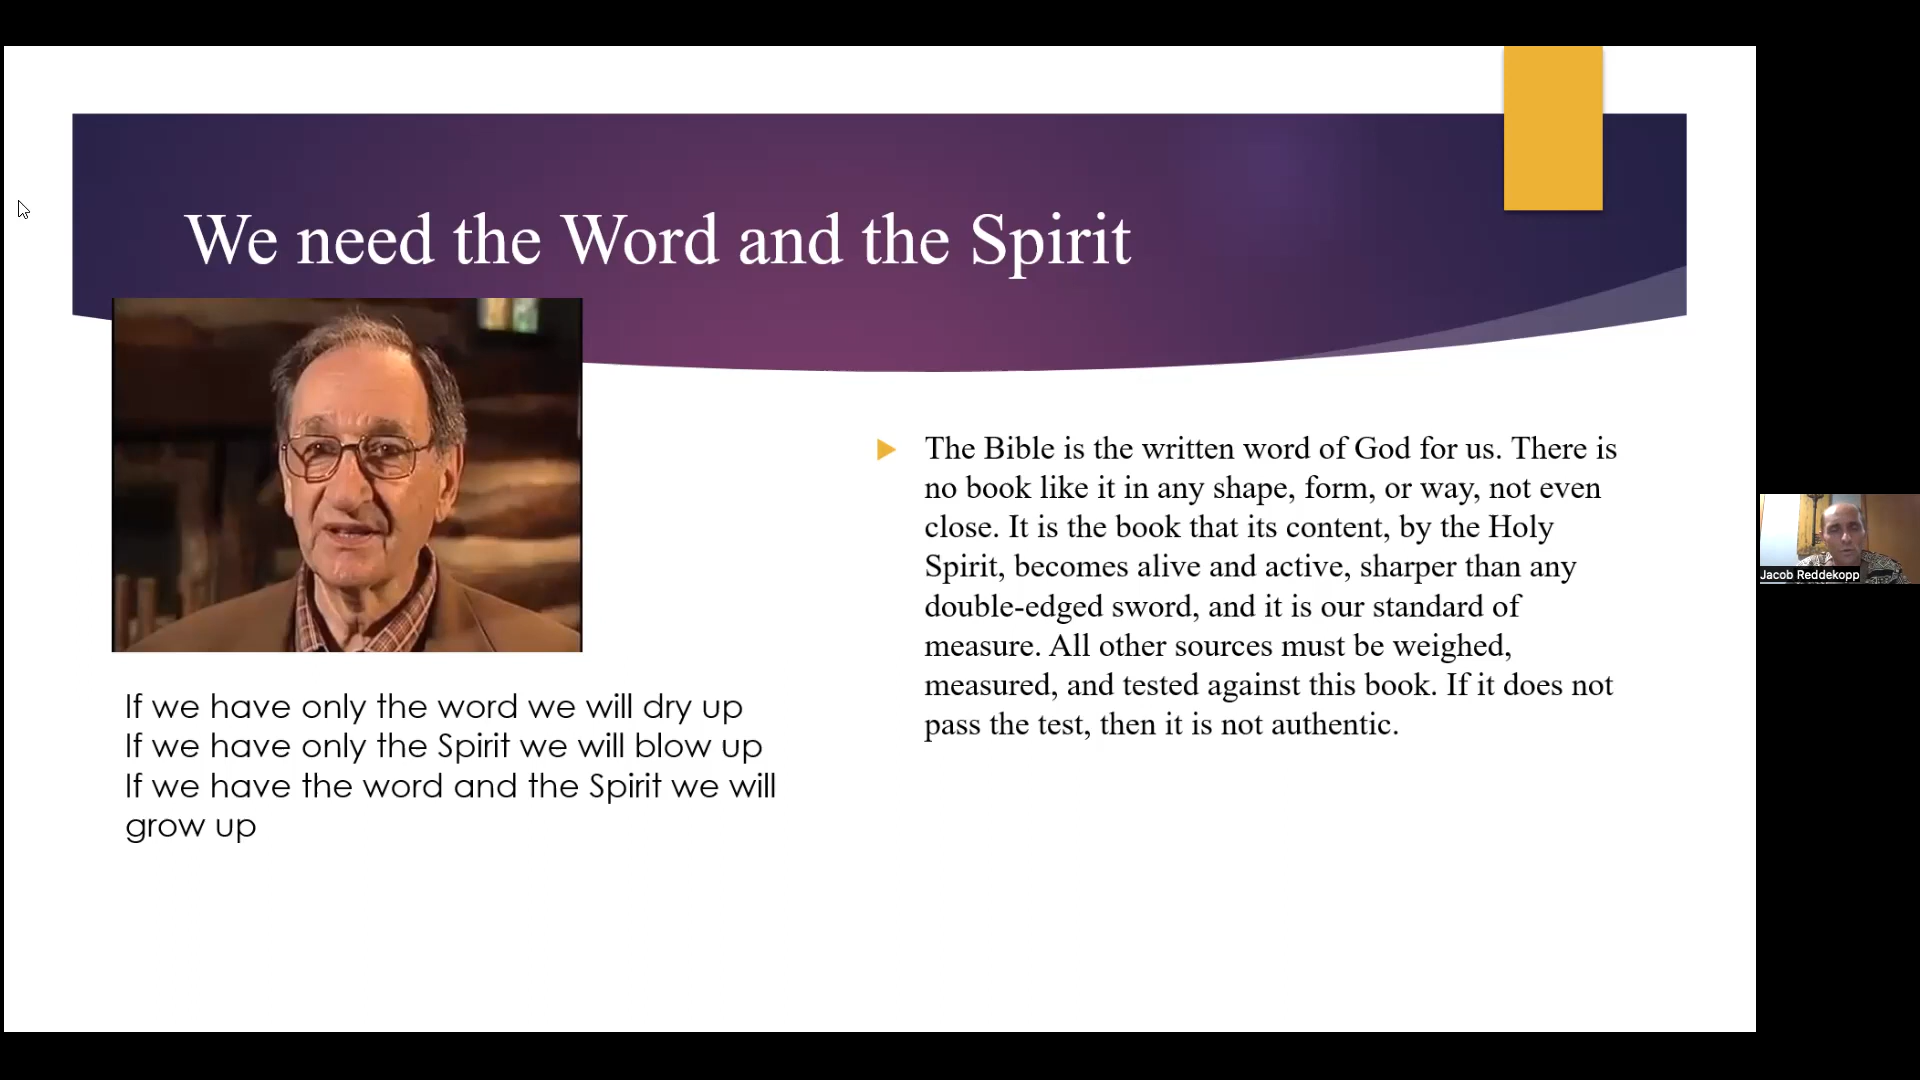 We need the Word and the Spirit
If we have only the word we will dry up
If we have only the Spirit we will blow up
If we have the word and the Spirit we will
grow up
The Bible is the written word of God for us. There is
no book like it in any shape, form, or way, not even
close. It is the book that its content, by the Holy
Spirit, becomes alive and active, sharper than any
double-edged sword, and it is our standard of
measure. All other sources must be weighed,
measured, and tested against this book. If it does not
pass the test, then it is not authentic.
Jacob Reddekopp